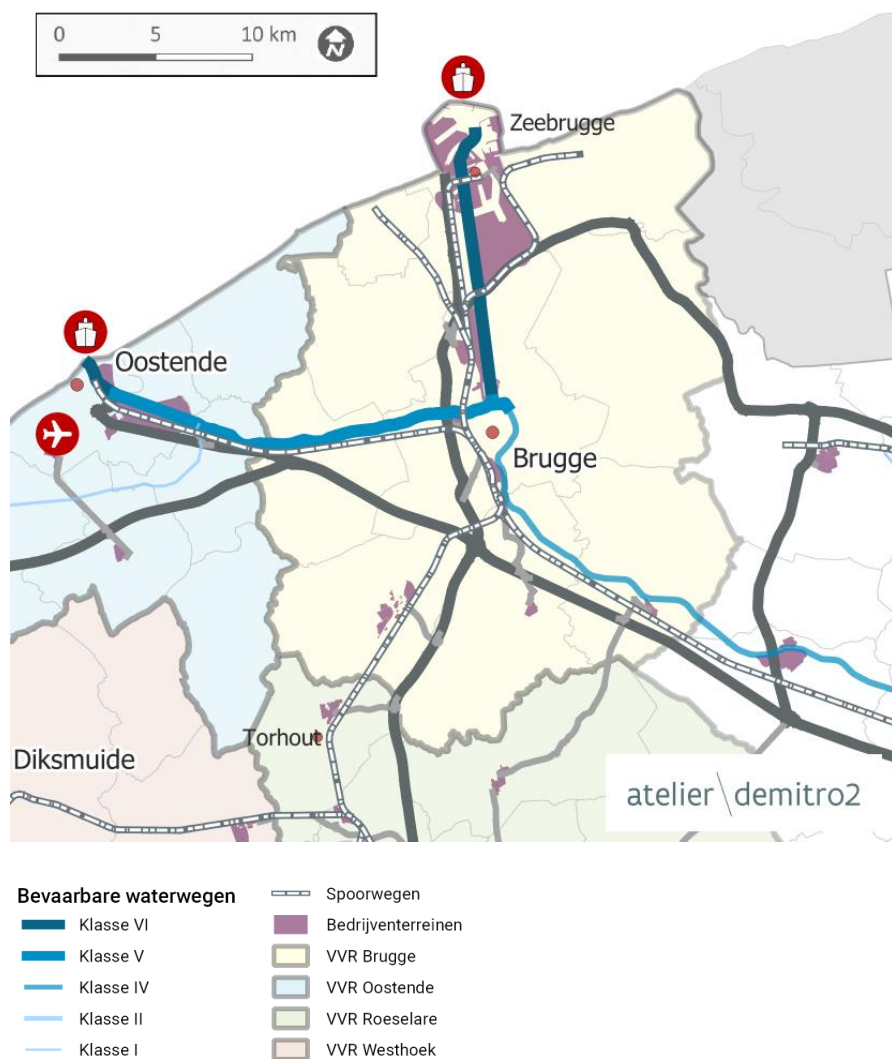 0 5 10 km
N
Zeebrugge
Oostende
Brugge
Torhout
Diksmuide
atelier\demitro2
Bevaarbare waterwegen
Klasse VI
Klasse V
Klasse IV
Klasse II
Klasse I
Spoorwegen
Bedrijventerreinen
VVR Brugge
VVR Oostende
VVR Roeselare
VVR Westhoek